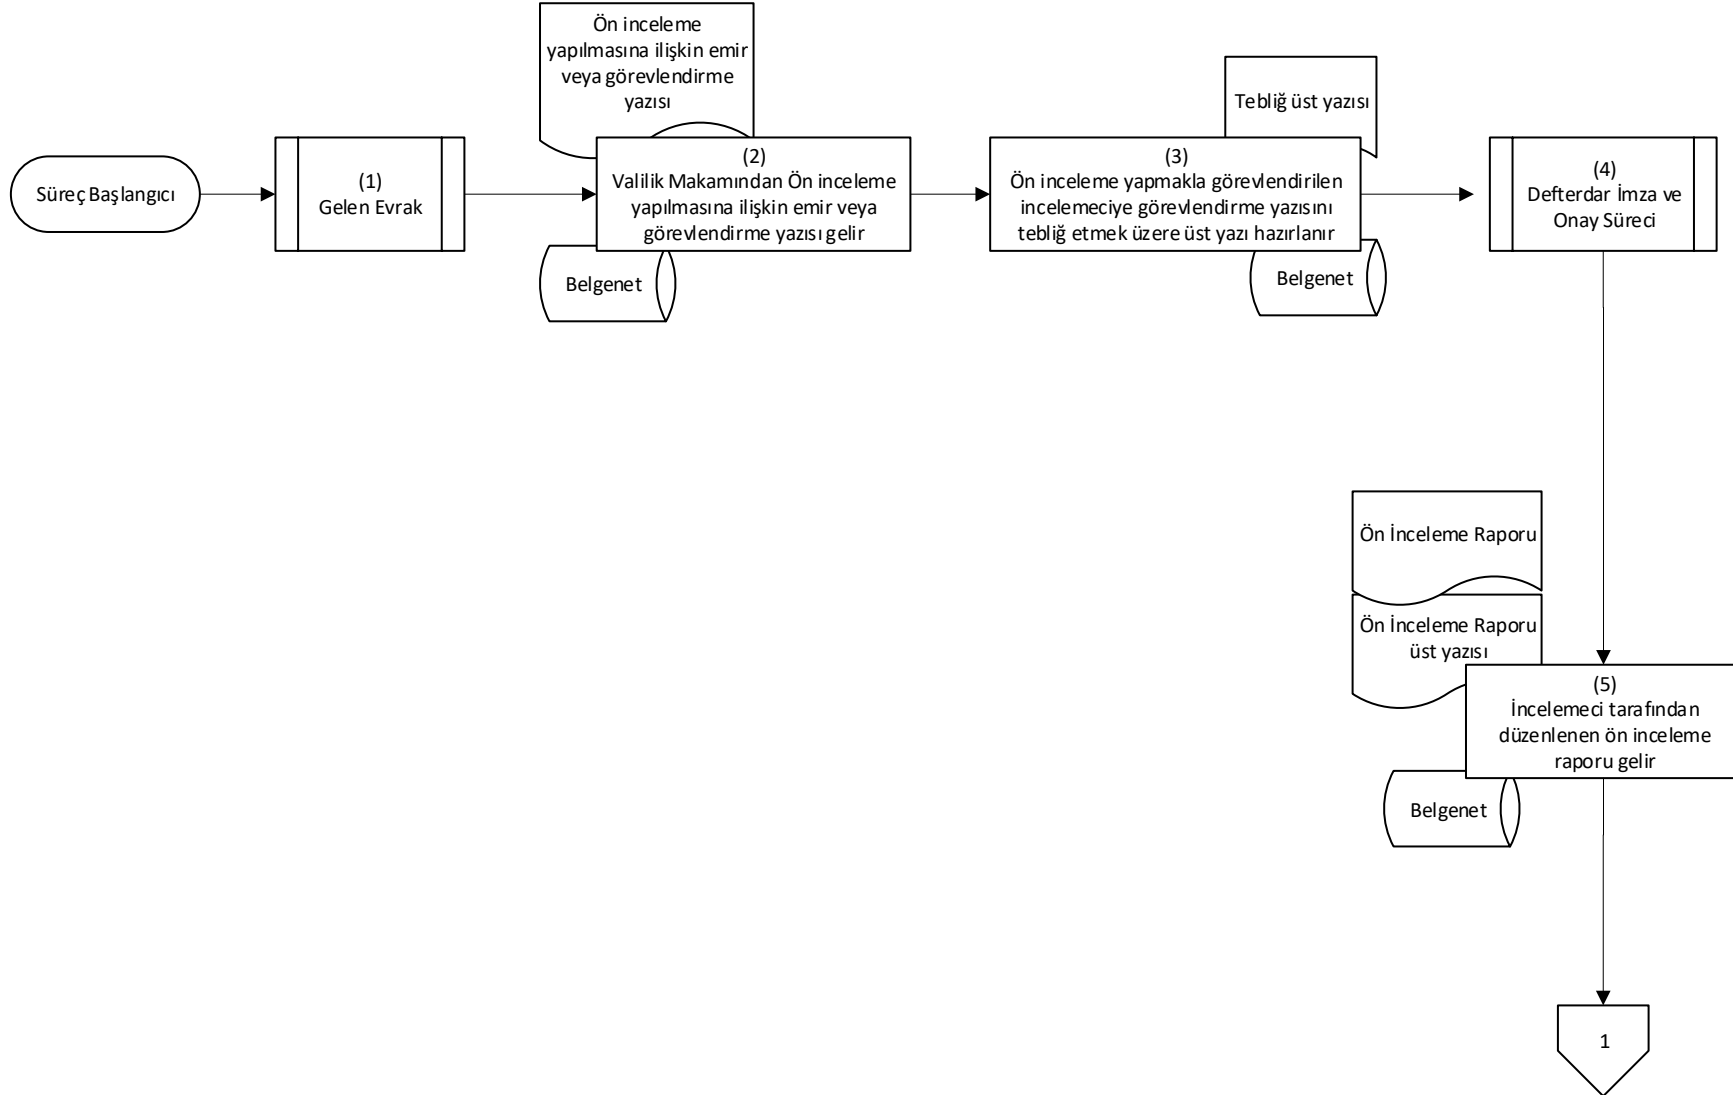 Ön inceleme
yapılmasına ilişkin emir
veya görevlendirme
yazısı
Tebliğ üst yazısı
Süreç Başlangıcı
(1)
Gelen Evrak
(2)
Valilik Makamından Ön inceleme
yapılmasına ilişkin emir veya
görevlendirme yazısı gelir
(3)
Ön inceleme yapmakla görevlendirilen
incelemeciye görevlendirme yazısını
tebliğ etmek üzere üst yazı hazırlanır
(4)
Defterdar İmza ve
Onay Süreci
Belgenet
Belgenet
Ön İnceleme Raporu
Ön İnceleme Raporu
üst yazısı
(5)
İncelemeci tarafından
düzenlenen ön inceleme
raporu gelir
Belgenet
1